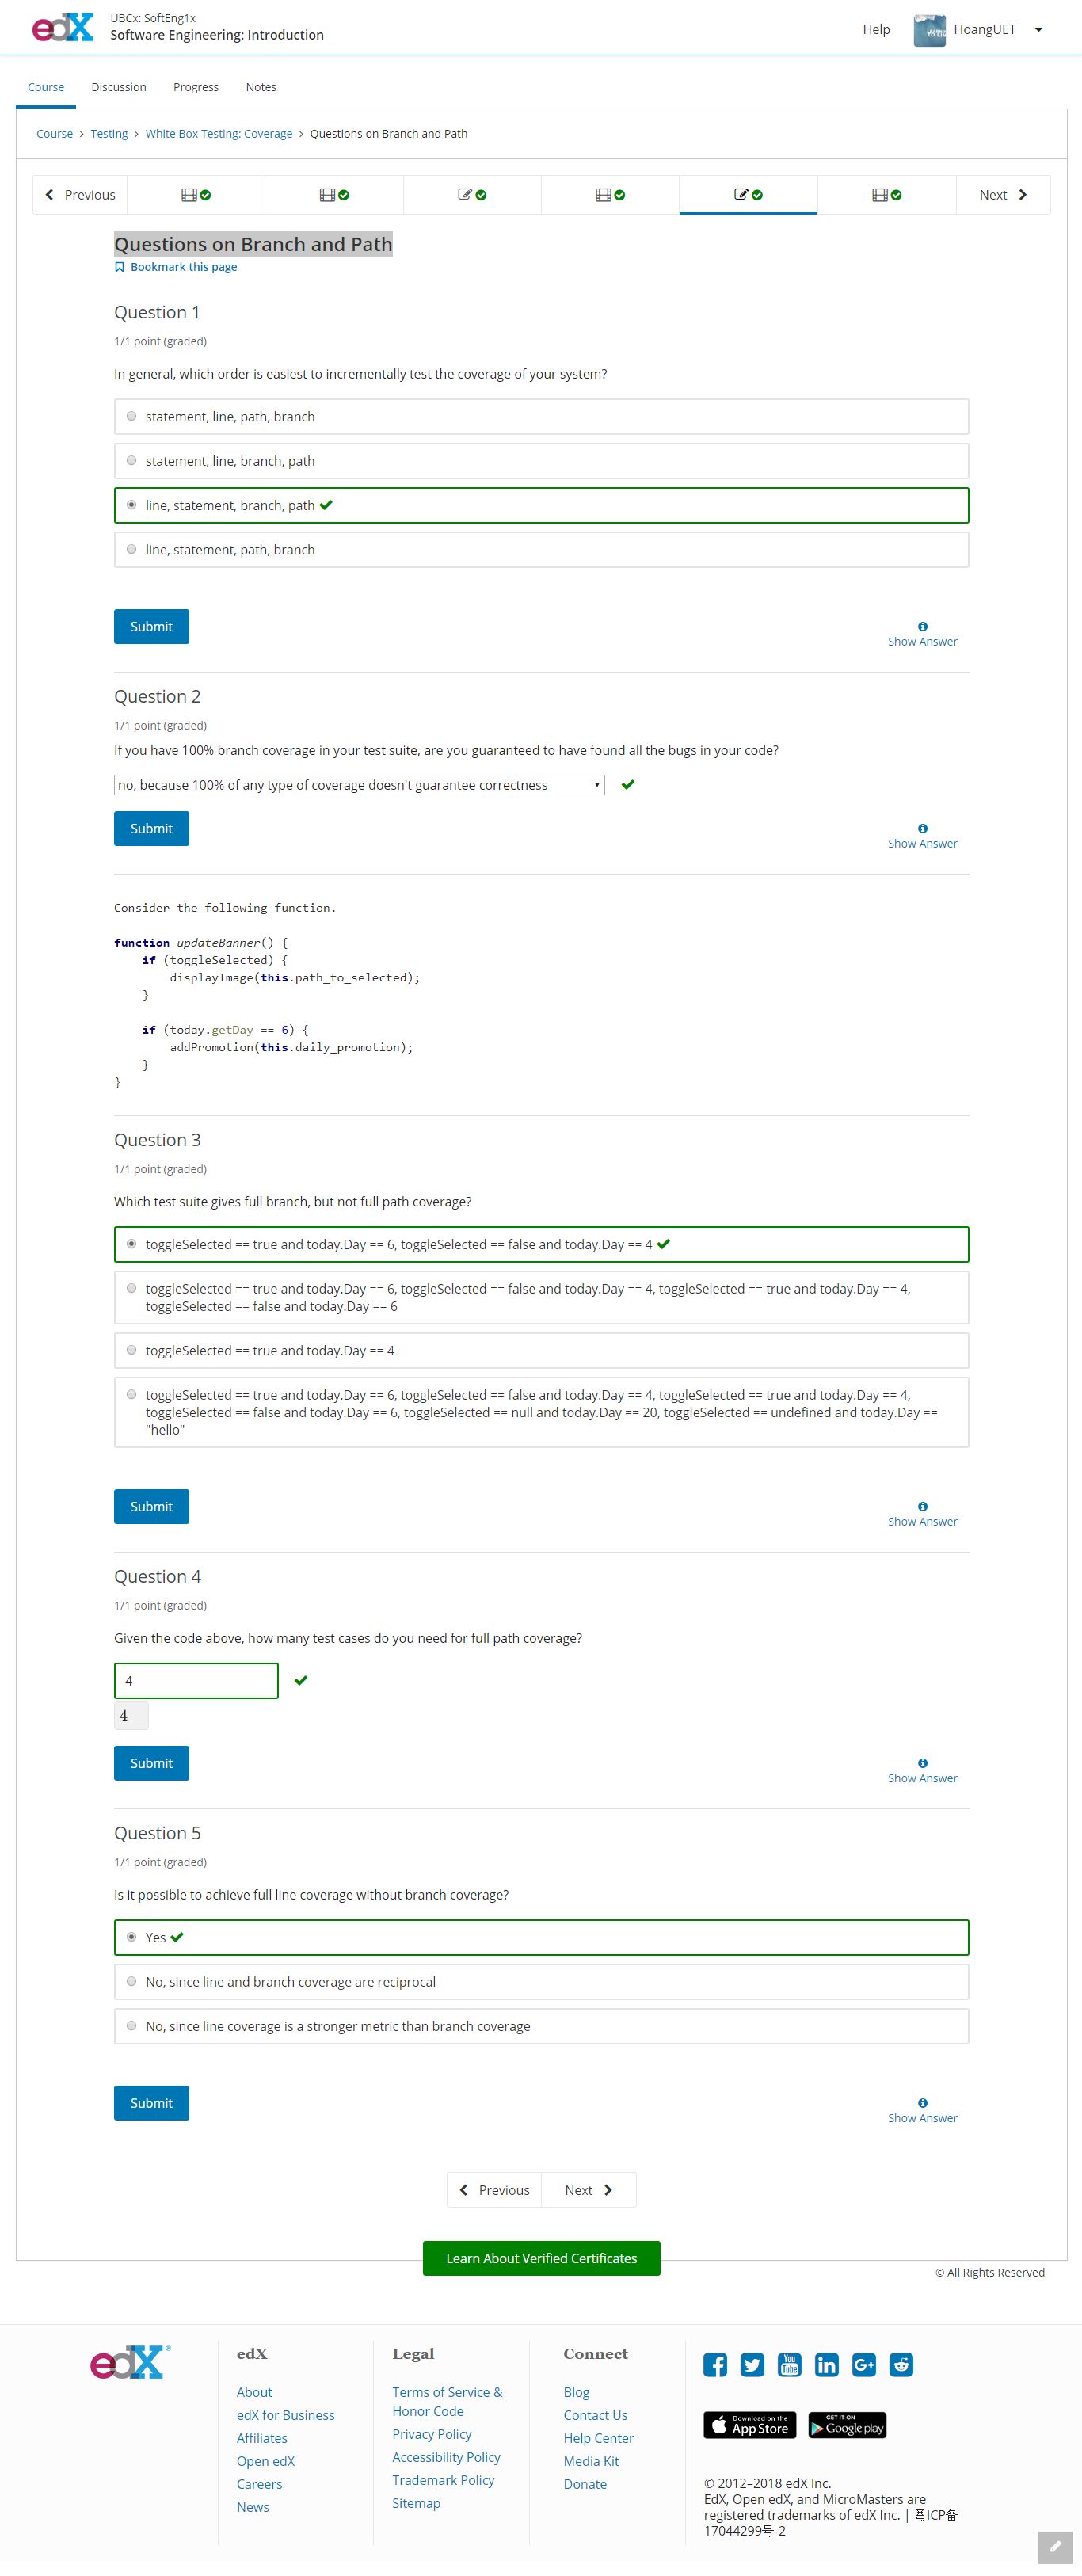 edX
UBCx: SoftEng1x
Software Engineering: Introduction
Help
HoangUET
Course Discussion Progress Notes
Course > Testing > White Box Testing: Coverage > Questions on Branch and Path
Previous
Next
Questions on Branch and Path
Bookmark this page
Question 1
1/1 point (graded)
In general, which order is easiest to incrementally test the coverage of your system?
statement, line, path, branch
statement, line, branch, path
line, statement, branch, path
line, statement, path, branch
Submit
Show Answer
Question 2
1/1 point (graded)
If you have 100% branch coverage in your test suite, are you guaranteed to have found all the bugs in your code?
no, because 100% of any type of coverage doesn't guarantee correctness
Submit
Show Answer
Consider the following function.
function updateBanner() {
if (toggleSelected) {
displayImage(this.path_to_selected);
}
if (today.getDay == 6) {
addPromotion(this.daily_promotion);
}
}
Question 3
1/1 point (graded)
Which test suite gives full branch, but not full path coverage?
toggleSelected == true and today.Day == 6, toggleSelected == false and today.Day == 4
toggleSelected == true and today.Day == 6, toggleSelected == false and today.Day == 4, toggleSelected == true and today.Day == 4,
toggleSelected == false and today.Day == 6
toggleSelected == true and today.Day == 4
toggleSelected == true and today.Day == 6, toggleSelected == false and today.Day == 4, toggleSelected == true and today.Day == 4,
toggleSelected == false and today.Day == 6, toggleSelected == null and today.Day == 20, toggleSelected == undefined and today.Day ==
"hello"
Submit
Show Answer
Question 4
1/1 point (graded)
Given the code above, how many test cases do you need for full path coverage?
4
4
Submit
Show Answer
Question 5
1/1 point (graded)
Is it possible to achieve full line coverage without branch coverage?
Yes
No, since line and branch coverage are reciprocal
No, since line coverage is a stronger metric than branch coverage
Submit
Show Answer
Previous
Next
Learn About Verified Certificates
© All Rights Reserved
edX®
edX
About
edX for Business
Affiliates
Open edX
Careers
News
Legal
Terms of Service &
Honor Code
Privacy Policy
Accessibility Policy
Trademark Policy
Sitemap
Connect
Blog
Contact Us
Help Center
Media Kit
Donate
You
Tube
in
G+
Download on the
App Store
GET IT ON
Google play
© 2012–2018 edX Inc.
EdX, Open edX, and MicroMasters are
registered trademarks of edX Inc. | 粤ICP备
17044299号-2